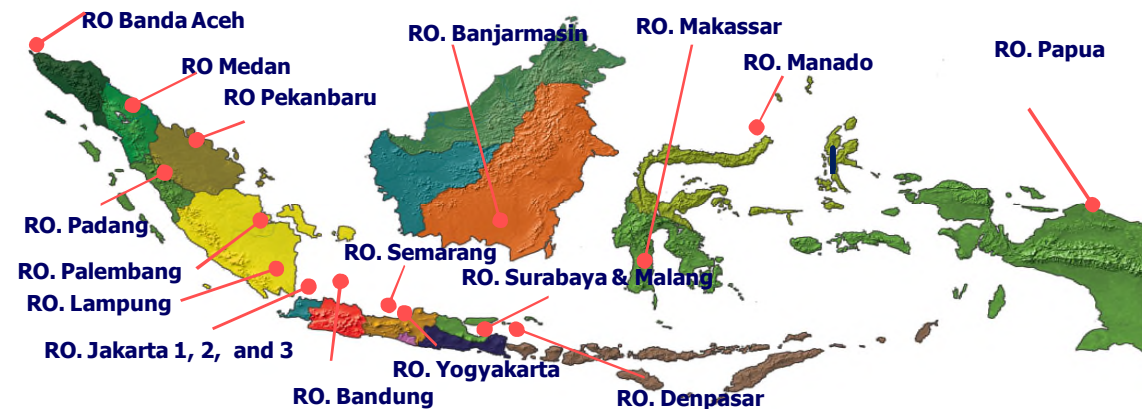 RO Banda Aceh
RO. Banjarmasin
RO. Makassar
RO. Papua
RO Medan
RO. Manado
RO Pekanbaru
RO. Padang
RO. Semarang
RO. Palembang
RO. Surabaya & Malang
RO. Lampung
RO. Jakarta 1, 2, and 3
RO. Yogyakarta
RO. Bandung
RO. Denpasar